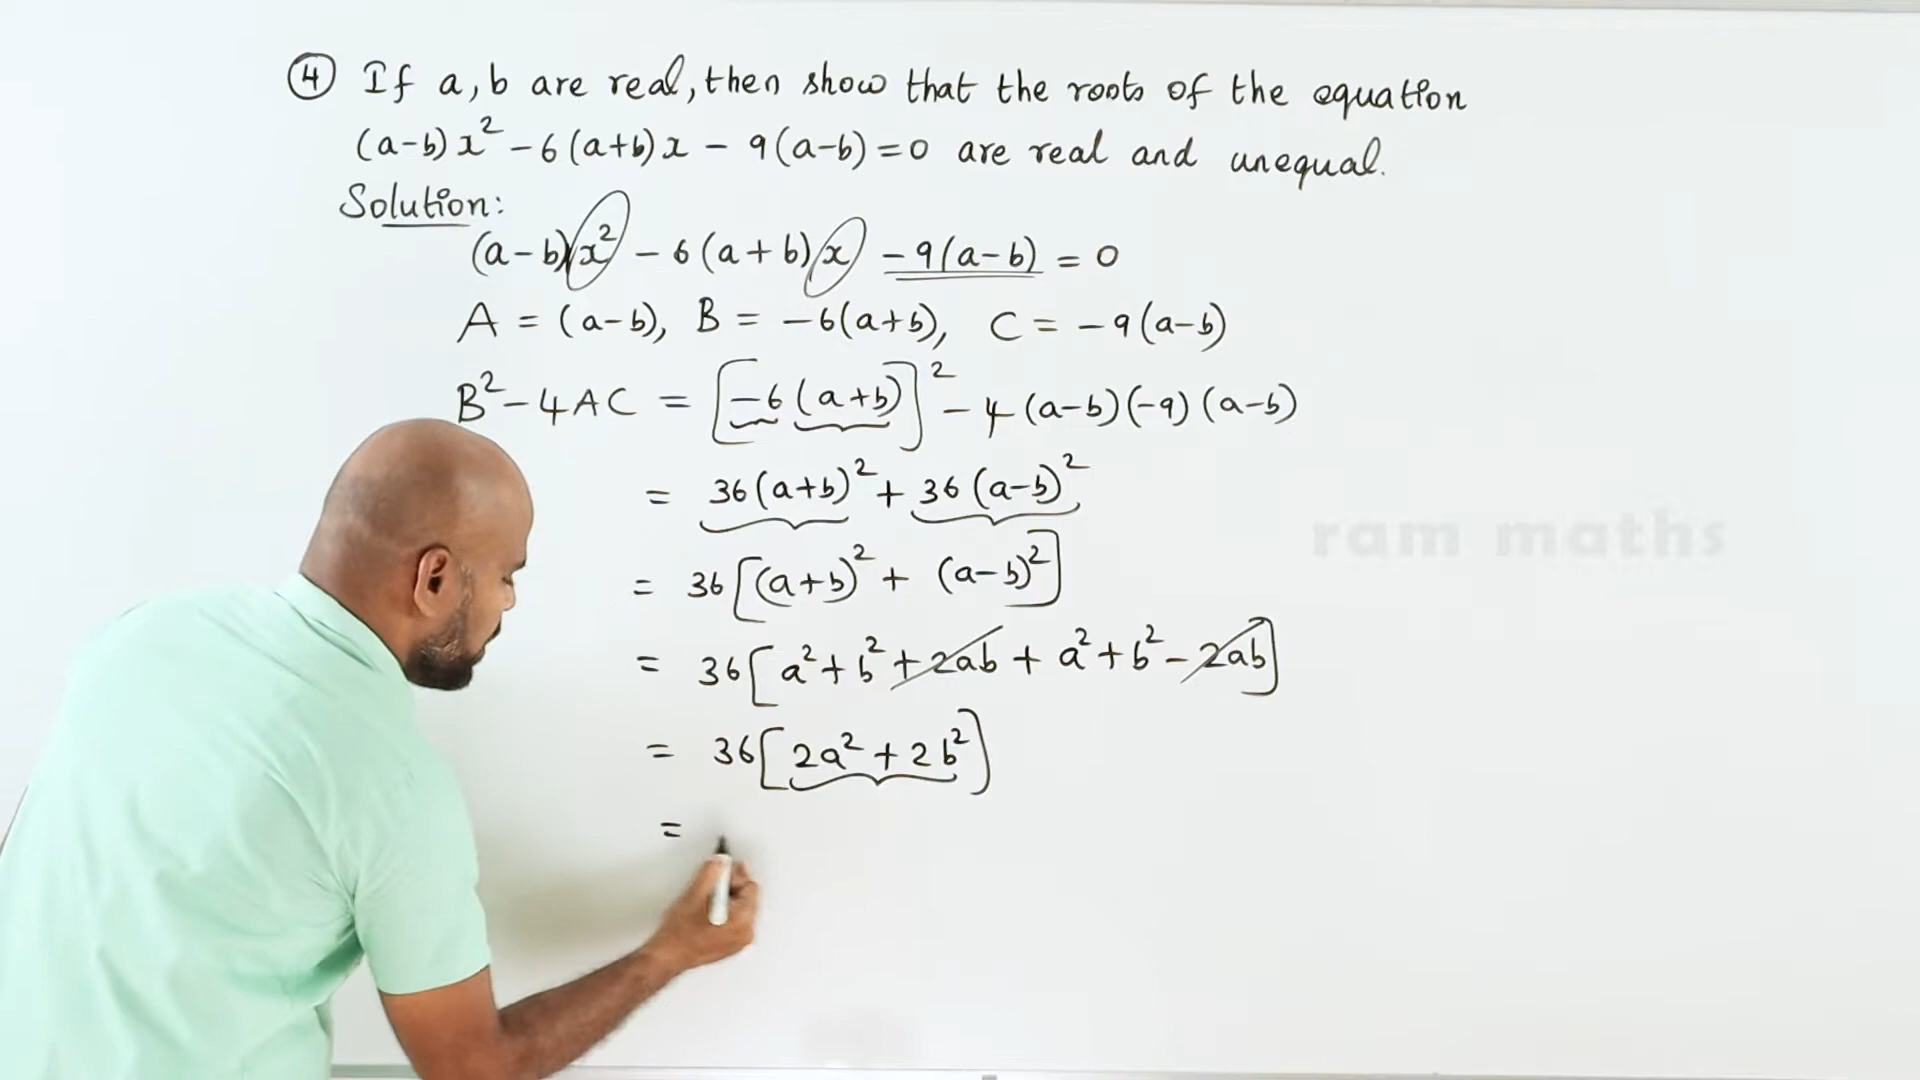 ④ If a, b are real, then show that the roots of the equation
(a-b)x² - 6(a+b)x - 9(a-b) = 0 are real and unequal.
Solution:
(a-b)x² - 6(a+b)x - 9(a-b) = 0
A = (a-b), B = -6(a+b), C = -9(a-b)
B² - 4AC = [-6(a+b)]² - 4(a-b)(-9)(a-b)
= 36(a+b)² + 36(a-b)²
ram maths
= 36[(a+b)² + (a-b)²]
= 36[a² + b² + 2ab + a² + b² - 2ab]
= 36[2a² + 2b²]
=